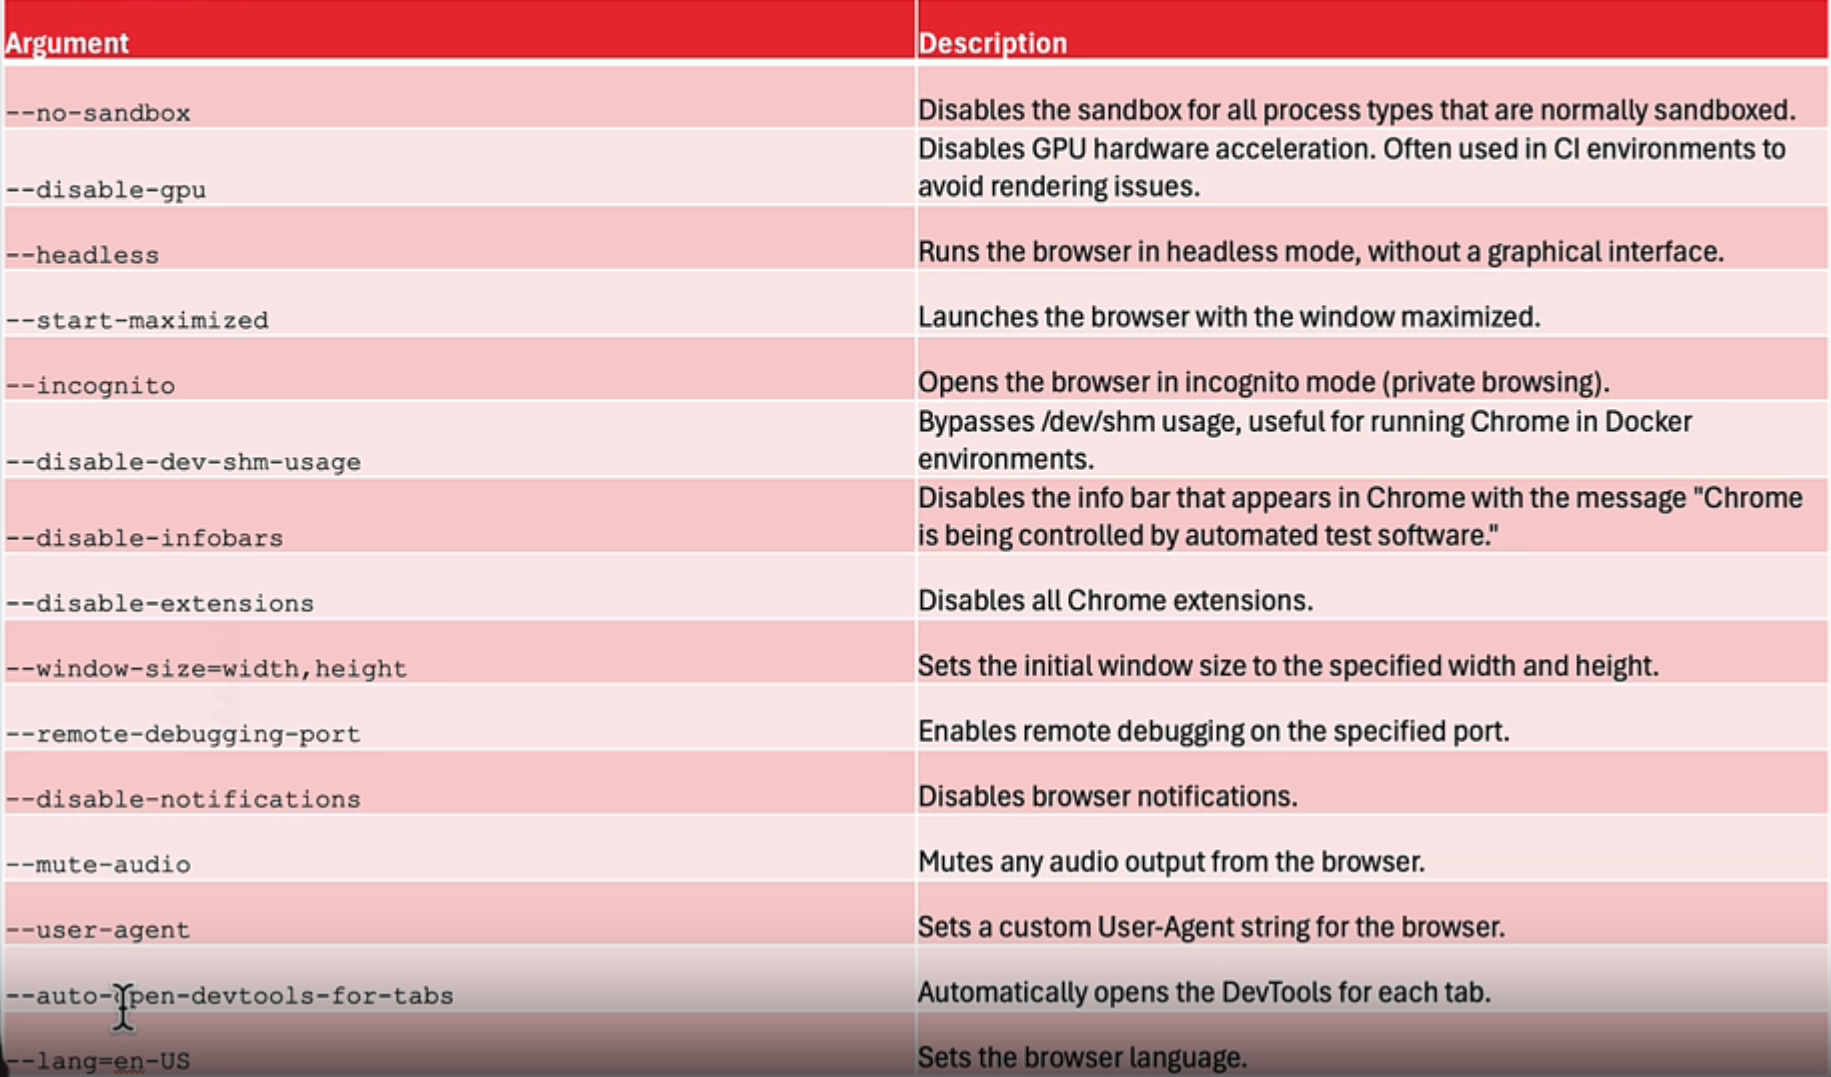 Argument Description
--no-sandbox Disables the sandbox for all process types that are normally sandboxed.
Disables GPU hardware acceleration. Often used in CI environments to
--disable-gpu avoid rendering issues.
--headless Runs the browser in headless mode, without a graphical interface.
--start-maximized Launches the browser with the window maximized.
--incognito Opens the browser in incognito mode (private browsing).
Bypasses /dev/shm usage, useful for running Chrome in Docker
--disable-dev-shm-usage environments.
Disables the info bar that appears in Chrome with the message "Chrome
--disable-infobars is being controlled by automated test software."
--disable-extensions Disables all Chrome extensions.
--window-size=width,height Sets the initial window size to the specified width and height.
--remote-debugging-port Enables remote debugging on the specified port.
--disable-notifications Disables browser notifications.
--mute-audio Mutes any audio output from the browser.
--user-agent Sets a custom User-Agent string for the browser.
--auto-open-devtools-for-tabs Automatically opens the DevTools for each tab.
--lang=en-US Sets the browser language.